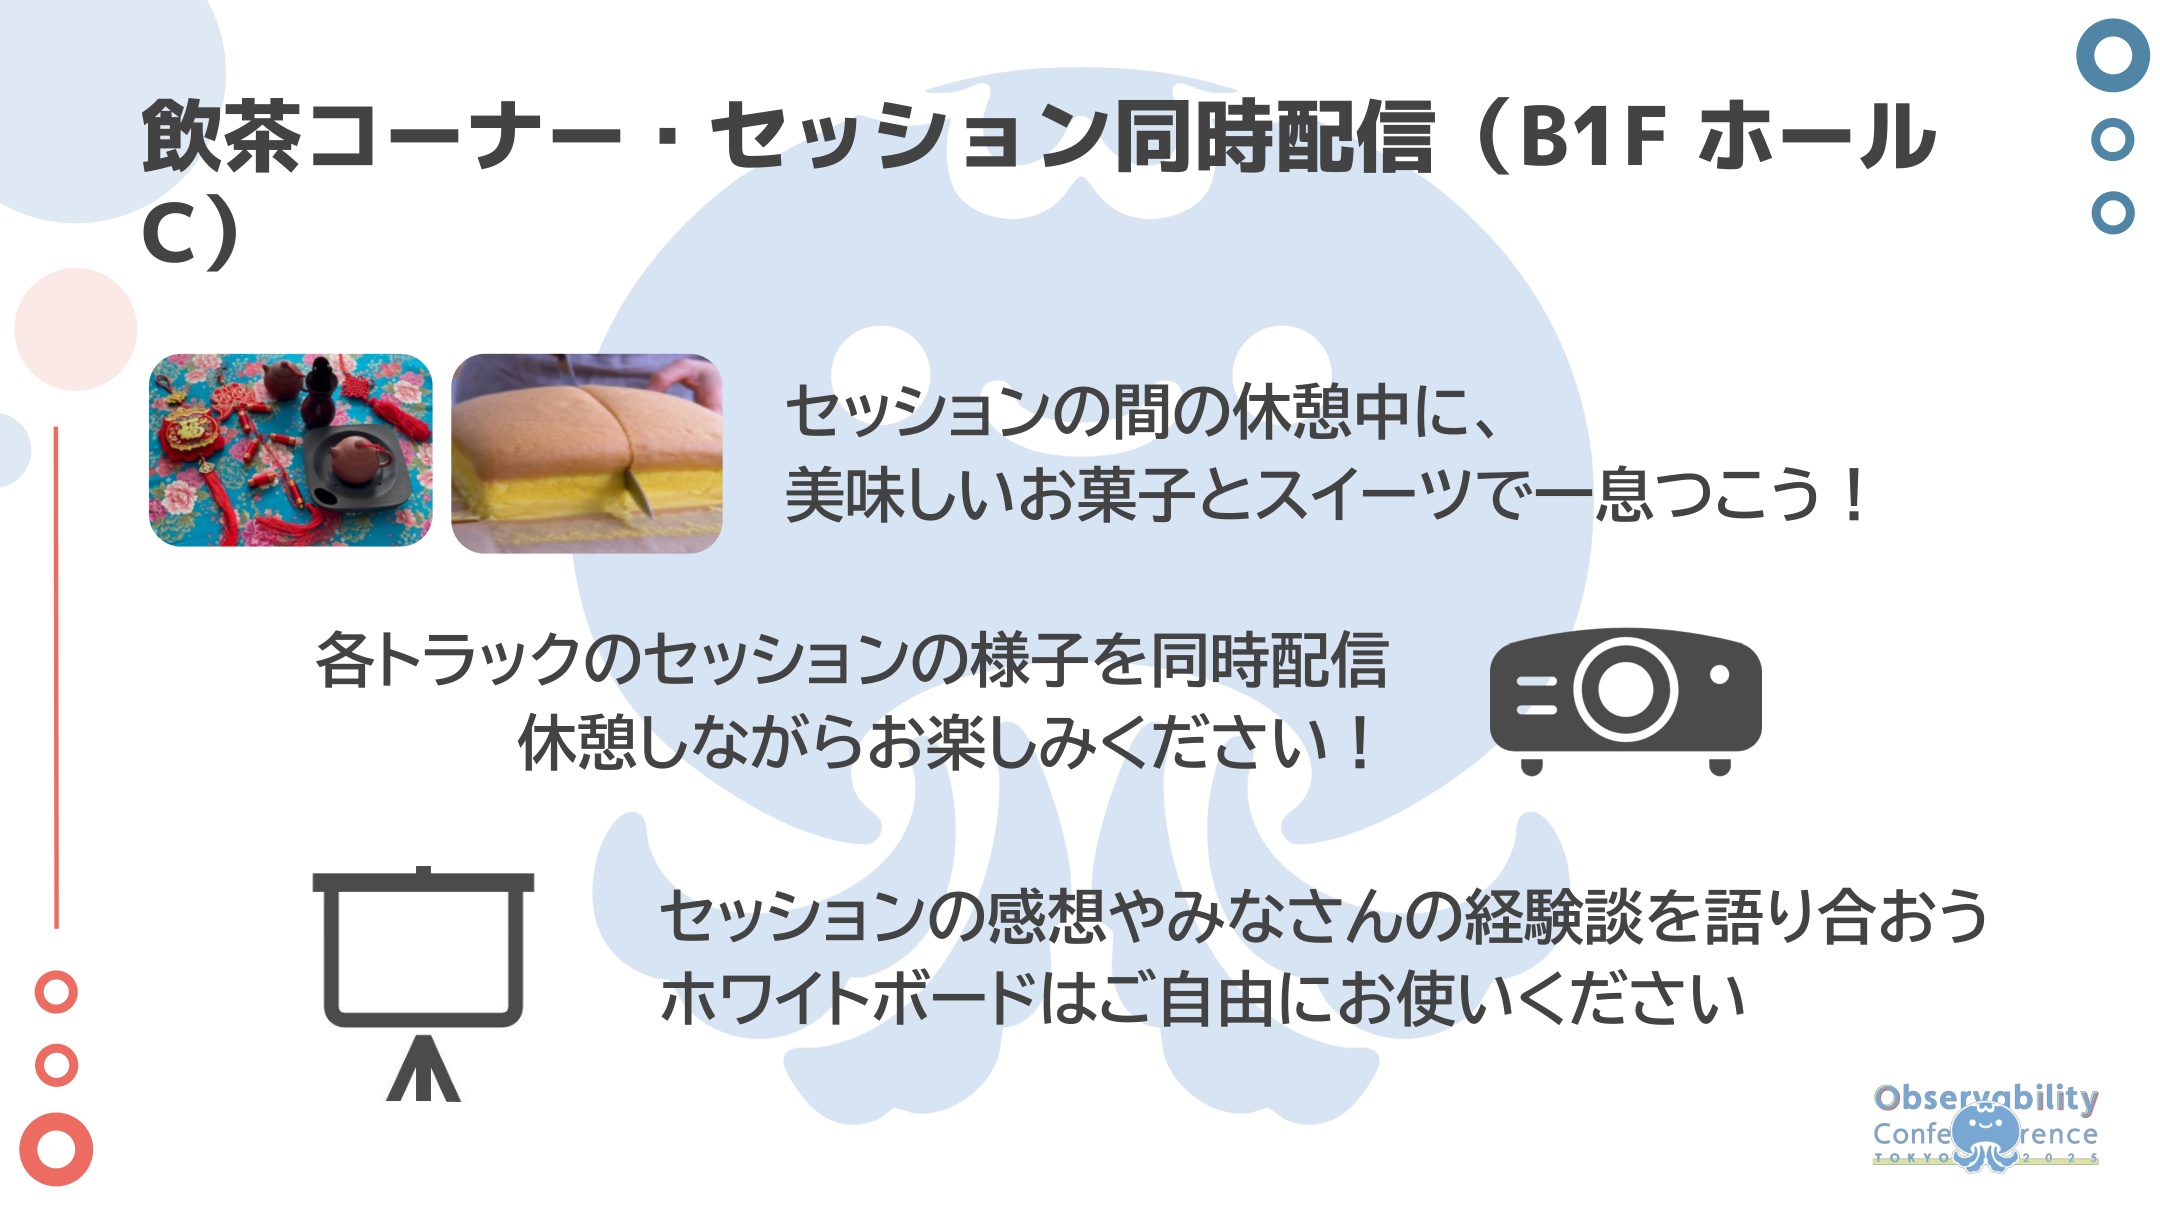 飲茶コーナー・セッション同時配信（B1F ホール
C）
セッションの間の休憩中に、
美味しいお菓子とスイーツで一息つこう！
各トラックのセッションの様子を同時配信
休憩しながらお楽しみください！
セッションの感想やみなさんの経験談を語り合おう
ホワイトボードはご自由にお使いください
Observability
Conference
TOKYO 2025